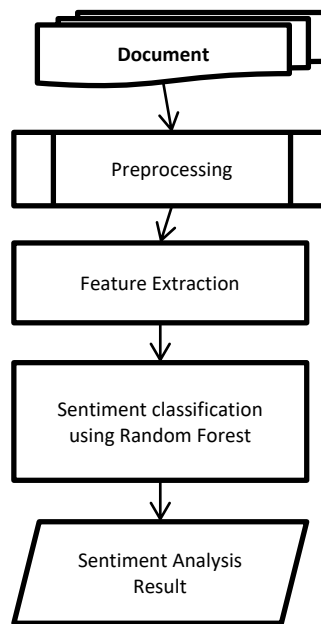 Document
Preprocessing
Feature Extraction
Sentiment classification
using Random Forest
Sentiment Analysis
Result